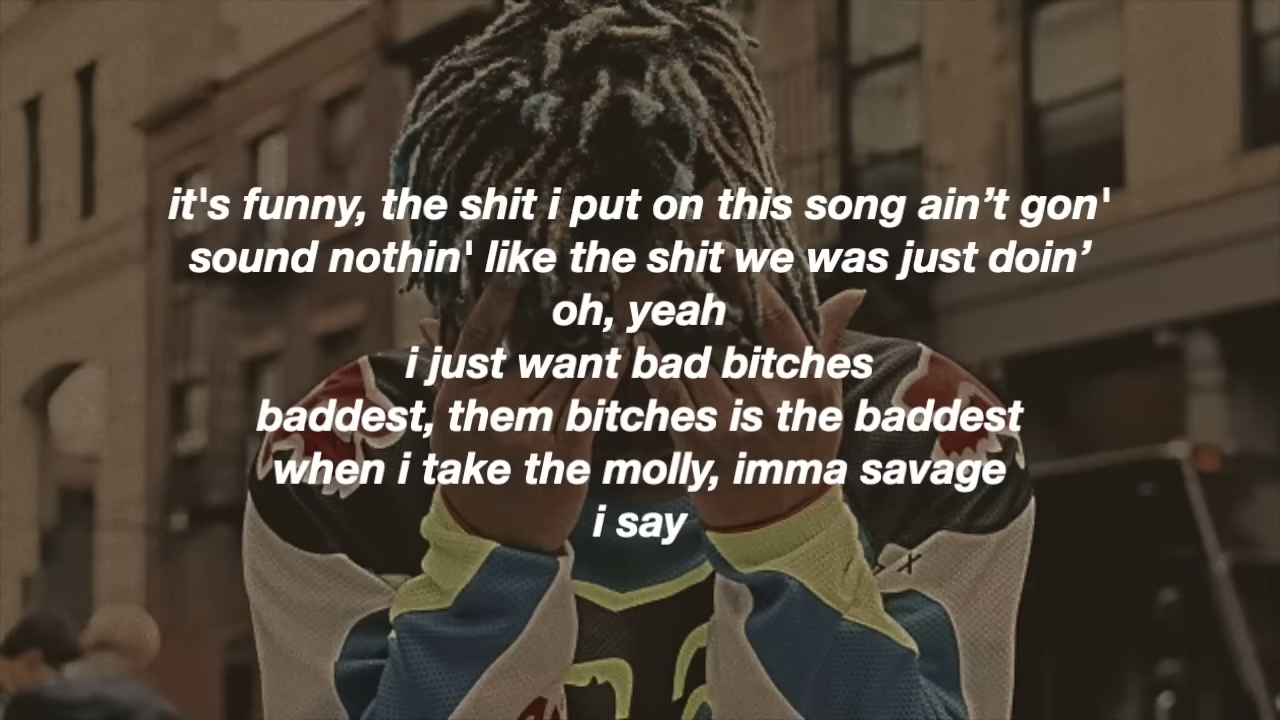 it's funny, the shit i put on this song ain’t gon'
sound nothin' like the shit we was just doin’
oh, yeah
i just want bad bitches
baddest, them bitches is the baddest
when i take the molly, imma savage
i say